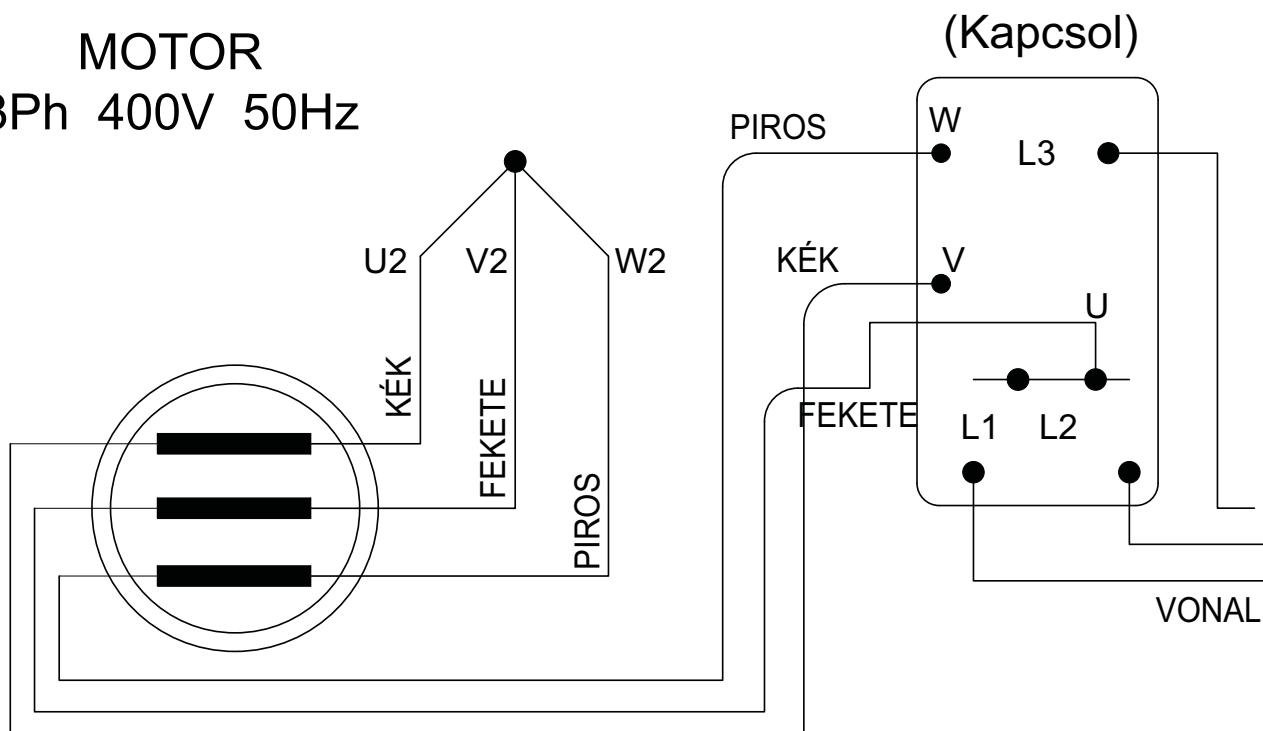 (Kapcsol)
MOTOR
3Ph 400V 50Hz
PIROS
W
L3
U2
V2
W2
KÉK
V
U
KÉK
FEKETE
FEKETE
L1
L2
PIROS
VONAL